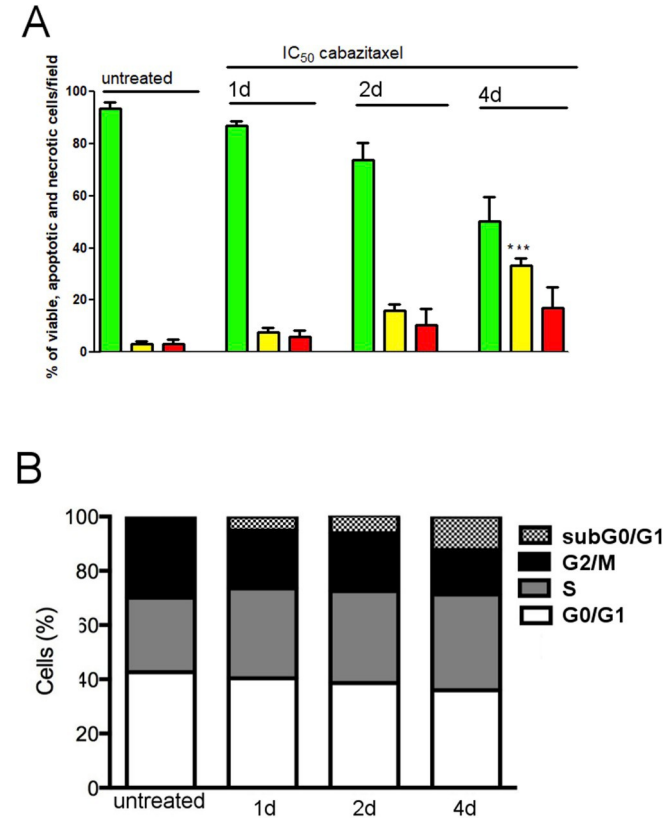 A
IC50 cabazitaxel
untreated
1d
2d
4d
% of viable, apoptotic and necrotic cells/field
100
80
60
40
20
0
***
B
Cells (%)
100
80
60
40
20
0
subG0/G1
G2/M
S
G0/G1
untreated
1d
2d
4d